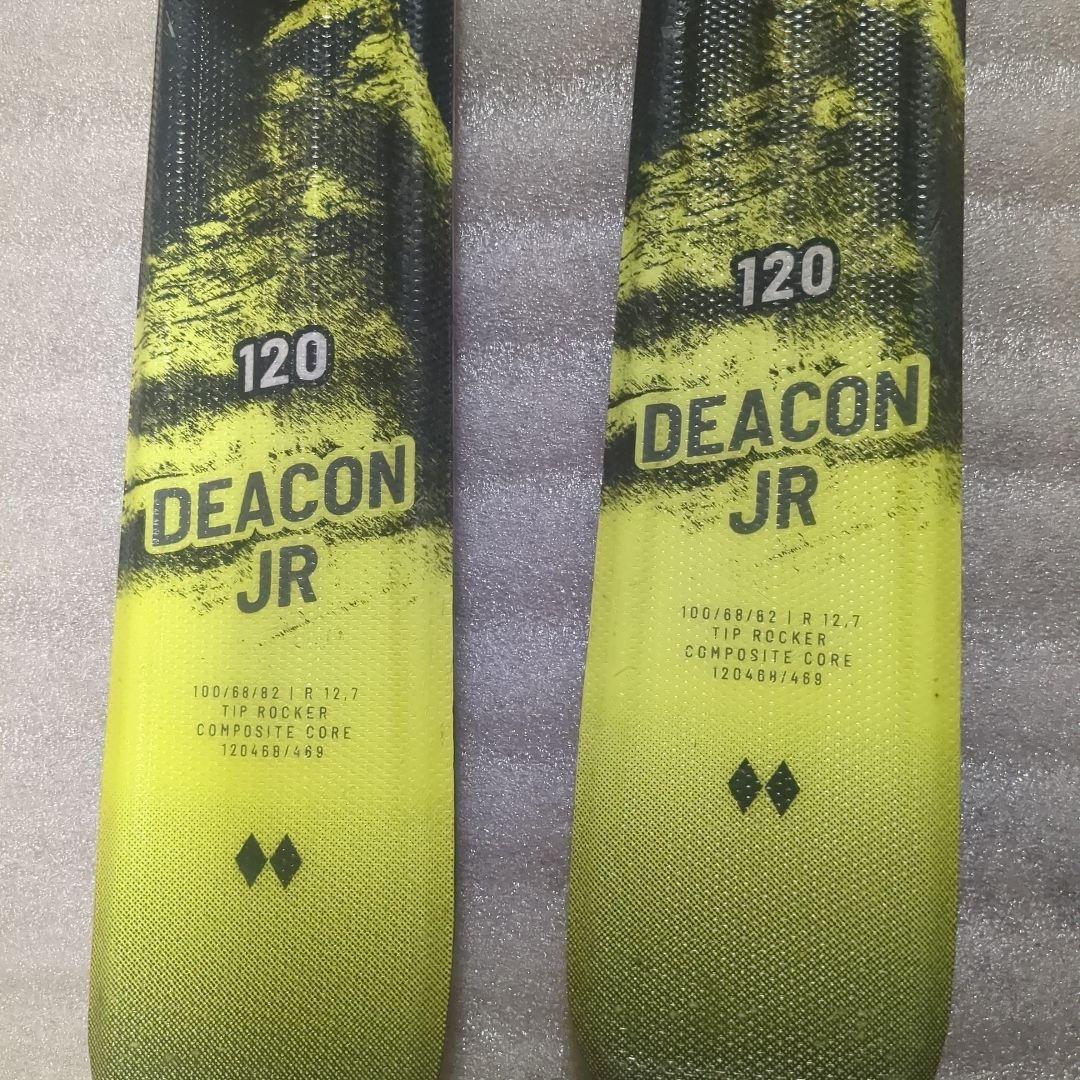 120
DEACON
JR
100/68/82 | R 12,7
TIP ROCKER
COMPOSITE CORE
120468/469
120
DEACON
JR
100/68/82 | R 12,7
TIP ROCKER
COMPOSITE CORE
120468/469